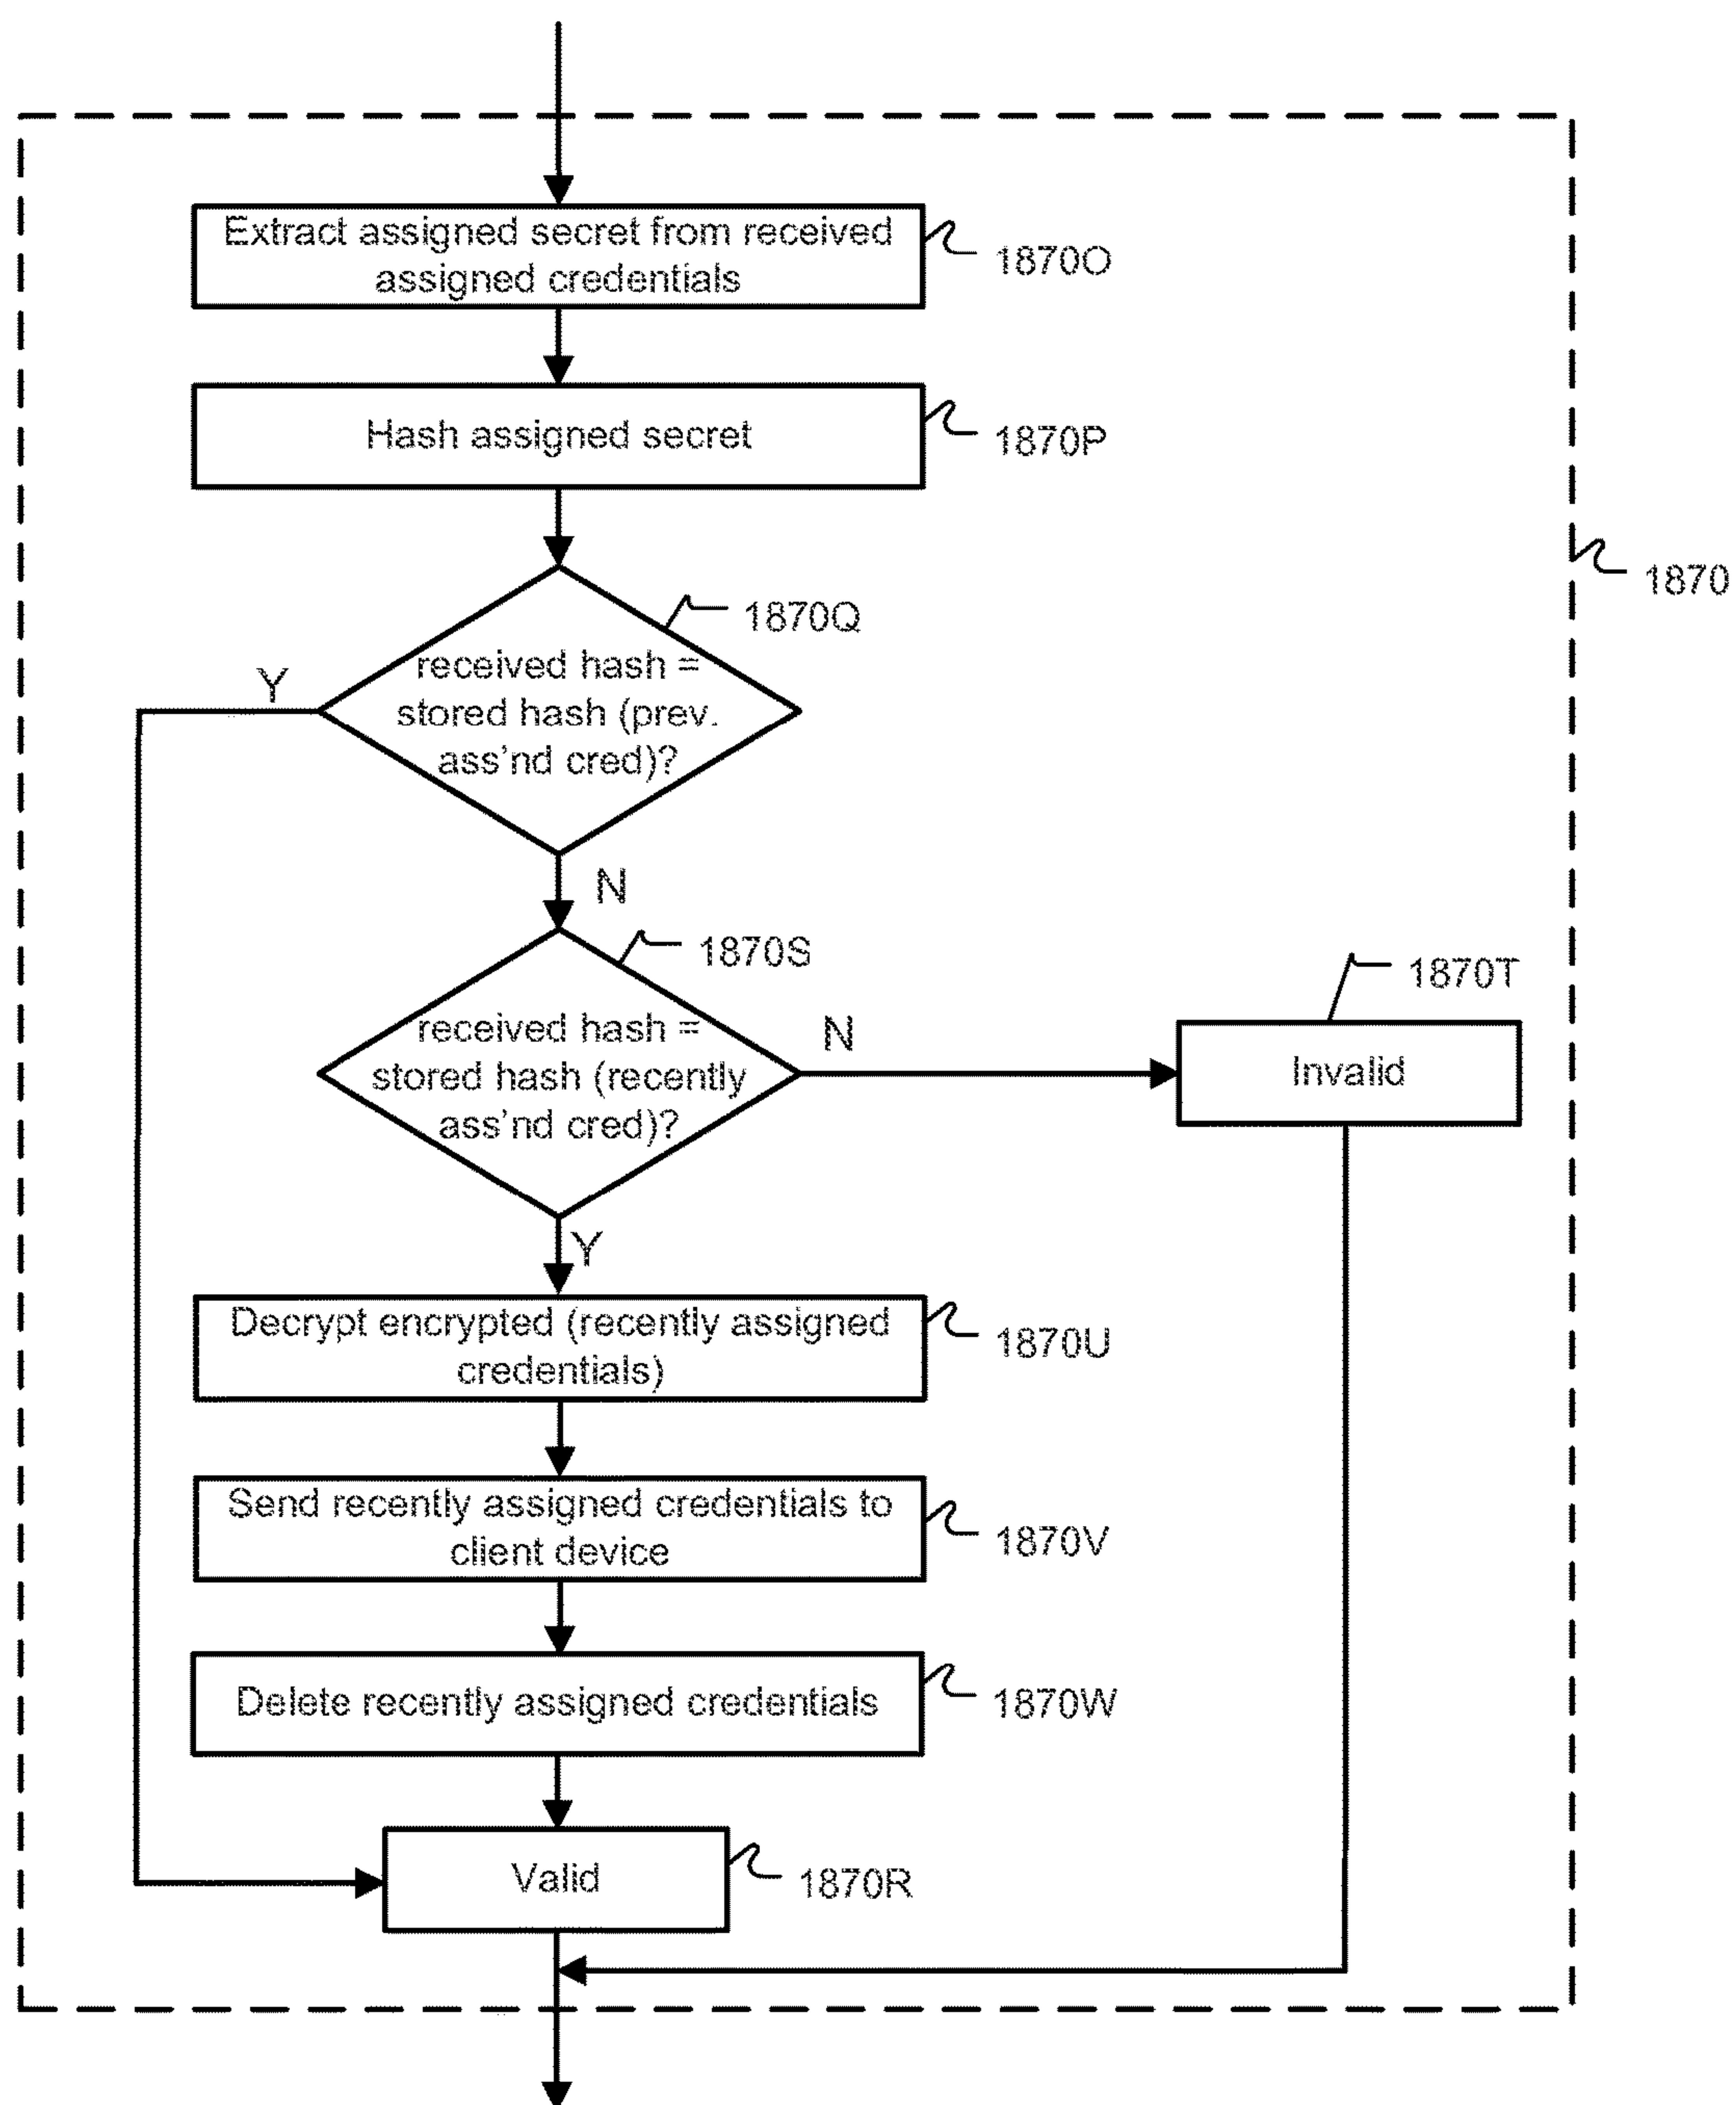 Extract assigned secret from received
assigned credentials
1870O
Hash assigned secret
1870P
1870
1870Q
received hash =
stored hash (prev.
ass'nd cred)?
Y
N
1870S
received hash =
stored hash (recently
ass'nd cred)?
N
1870T
Invalid
Y
Decrypt encrypted (recently assigned
credentials)
1870U
Send recently assigned credentials to
client device
1870V
Delete recently assigned credentials
1870W
Valid
1870R